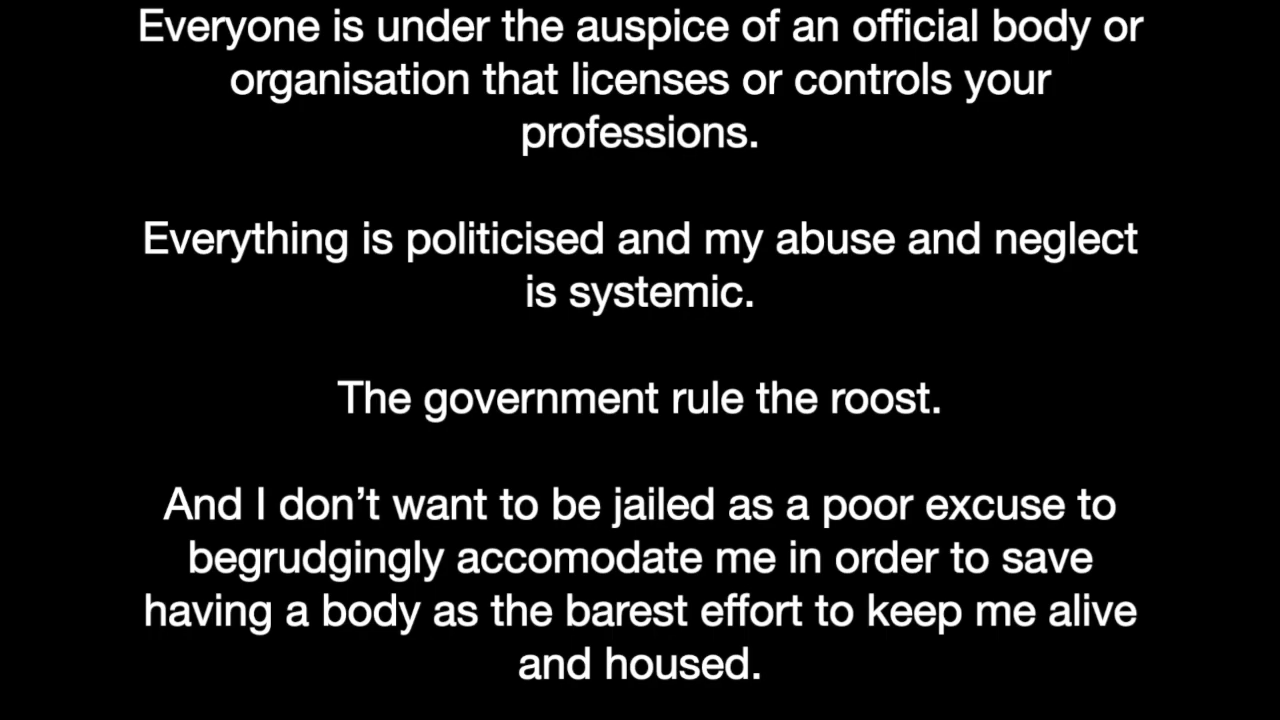 Everyone is under the auspice of an official body or
organisation that licenses or controls your
professions.
Everything is politicised and my abuse and neglect
is systemic.
The government rule the roost.
And I don’t want to be jailed as a poor excuse to
begrudgingly accomodate me in order to save
having a body as the barest effort to keep me alive
and housed.